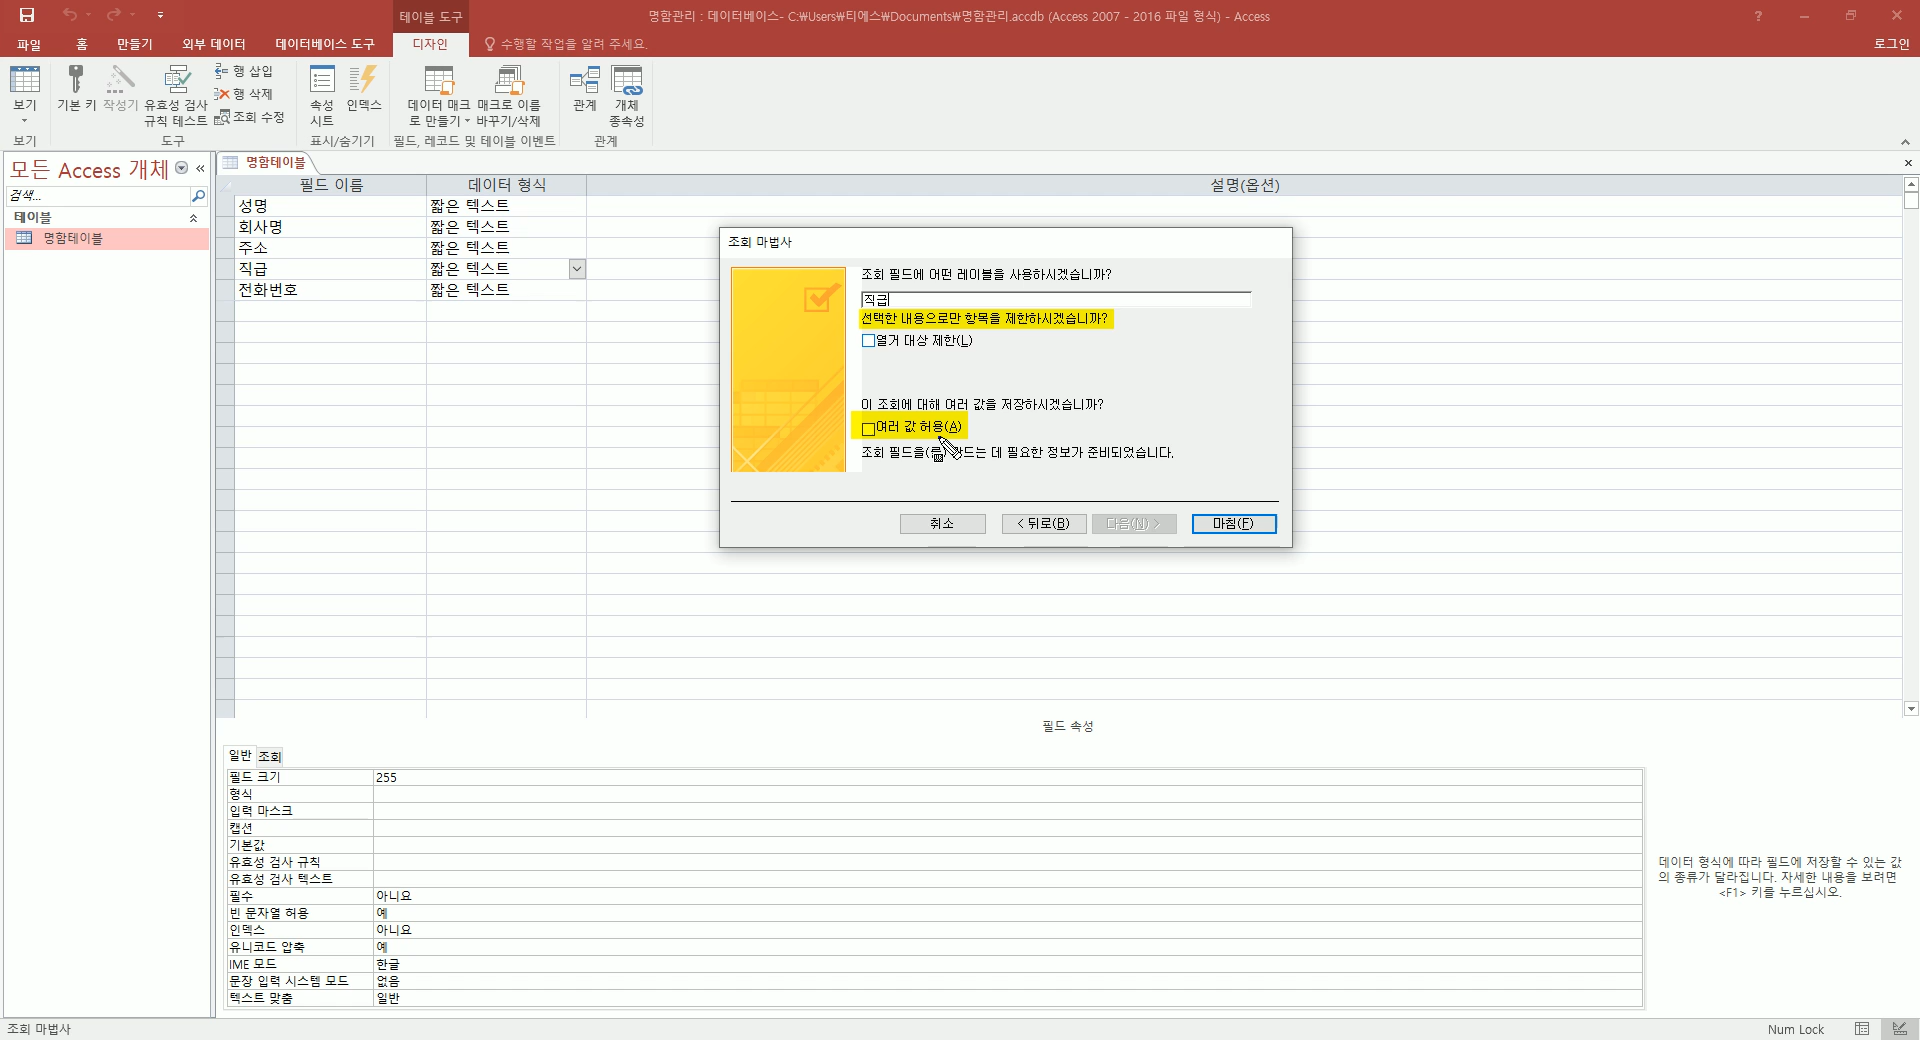 테이블 도구
명함관리 : 데이터베이스- C:₩Users₩티에스₩Documents₩명함관리.accdb (Access 2007 - 2016 파일 형식) - Access
?
파일
홈
만들기
외부 데이터
데이터베이스 도구
디자인
수행할 작업을 알려 주세요.
로그인
보기
기본 키
작성기
유효성 검사
규칙 테스트
행 삽입
행 삭제
조회 수정
속성
시트
인덱스
데이터 매크
로 만들기
매크로 이름
바꾸기/삭제
관계
개체
종속성
보기
도구
표시/숨기기
필드, 레코드 및 테이블 이벤트
관계
모든 Access 개체
검색...
테이블
명함테이블
명함테이블
필드 이름
데이터 형식
설명(옵션)
성명
짧은 텍스트
회사명
짧은 텍스트
주소
짧은 텍스트
직급
짧은 텍스트
전화번호
짧은 텍스트
조회 마법사
조회 필드에 어떤 레이블을 사용하시겠습니까?
직급
선택한 내용으로만 항목을 제한하시겠습니까?
열거 대상 제한(L)
이 조회에 대해 여러 값을 저장하시겠습니까?
여러 값 허용(A)
조회 필드을(를) 드는 데 필요한 정보가 준비되었습니다.
취소
< 뒤로(B)
다음(N) >
마침(F)
필드 속성
일반
조회
필드 크기
255
형식
입력 마스크
캡션
기본값
유효성 검사 규칙
유효성 검사 텍스트
필수
아니요
빈 문자열 허용
예
인덱스
아니요
유니코드 압축
예
IME 모드
한글
문장 입력 시스템 모드
없음
텍스트 맞춤
일반
데이터 형식에 따라 필드에 저장할 수 있는 값
의 종류가 달라집니다. 자세한 내용을 보려면
<F1> 키를 누르십시오.
조회 마법사
Num Lock